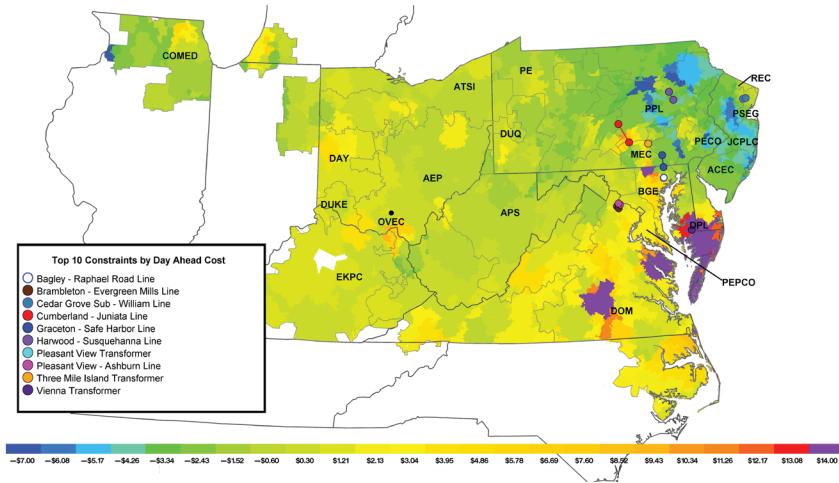 COMED
ATSI
PE
REC
PPL
PSEG
DUQ
PECO
JCPLC
MEC
DAY
ACEC
AEP
BGE
DUKE
APS
OVEC
DPL
EKPC
PEPCO
DOM
Top 10 Constraints by Day Ahead Cost
Bagley - Raphael Road Line
Brambleton - Evergreen Mills Line
Cedar Grove Sub - William Line
Cumberland - Juniata Line
Graceton - Safe Harbor Line
Harwood - Susquehanna Line
Pleasant View Transformer
Pleasant View - Ashburn Line
Three Mile Island Transformer
Vienna Transformer
–$7.00 –$6.08 –$5.17 –$4.26 –$3.34 –$2.43 –$1.52 –$0.60 $0.30 $1.21 $2.13 $3.04 $3.95 $4.86 $5.78 $6.69 $7.60 $8.52 $9.43 $10.34 $11.26 $12.17 $13.08 $14.00